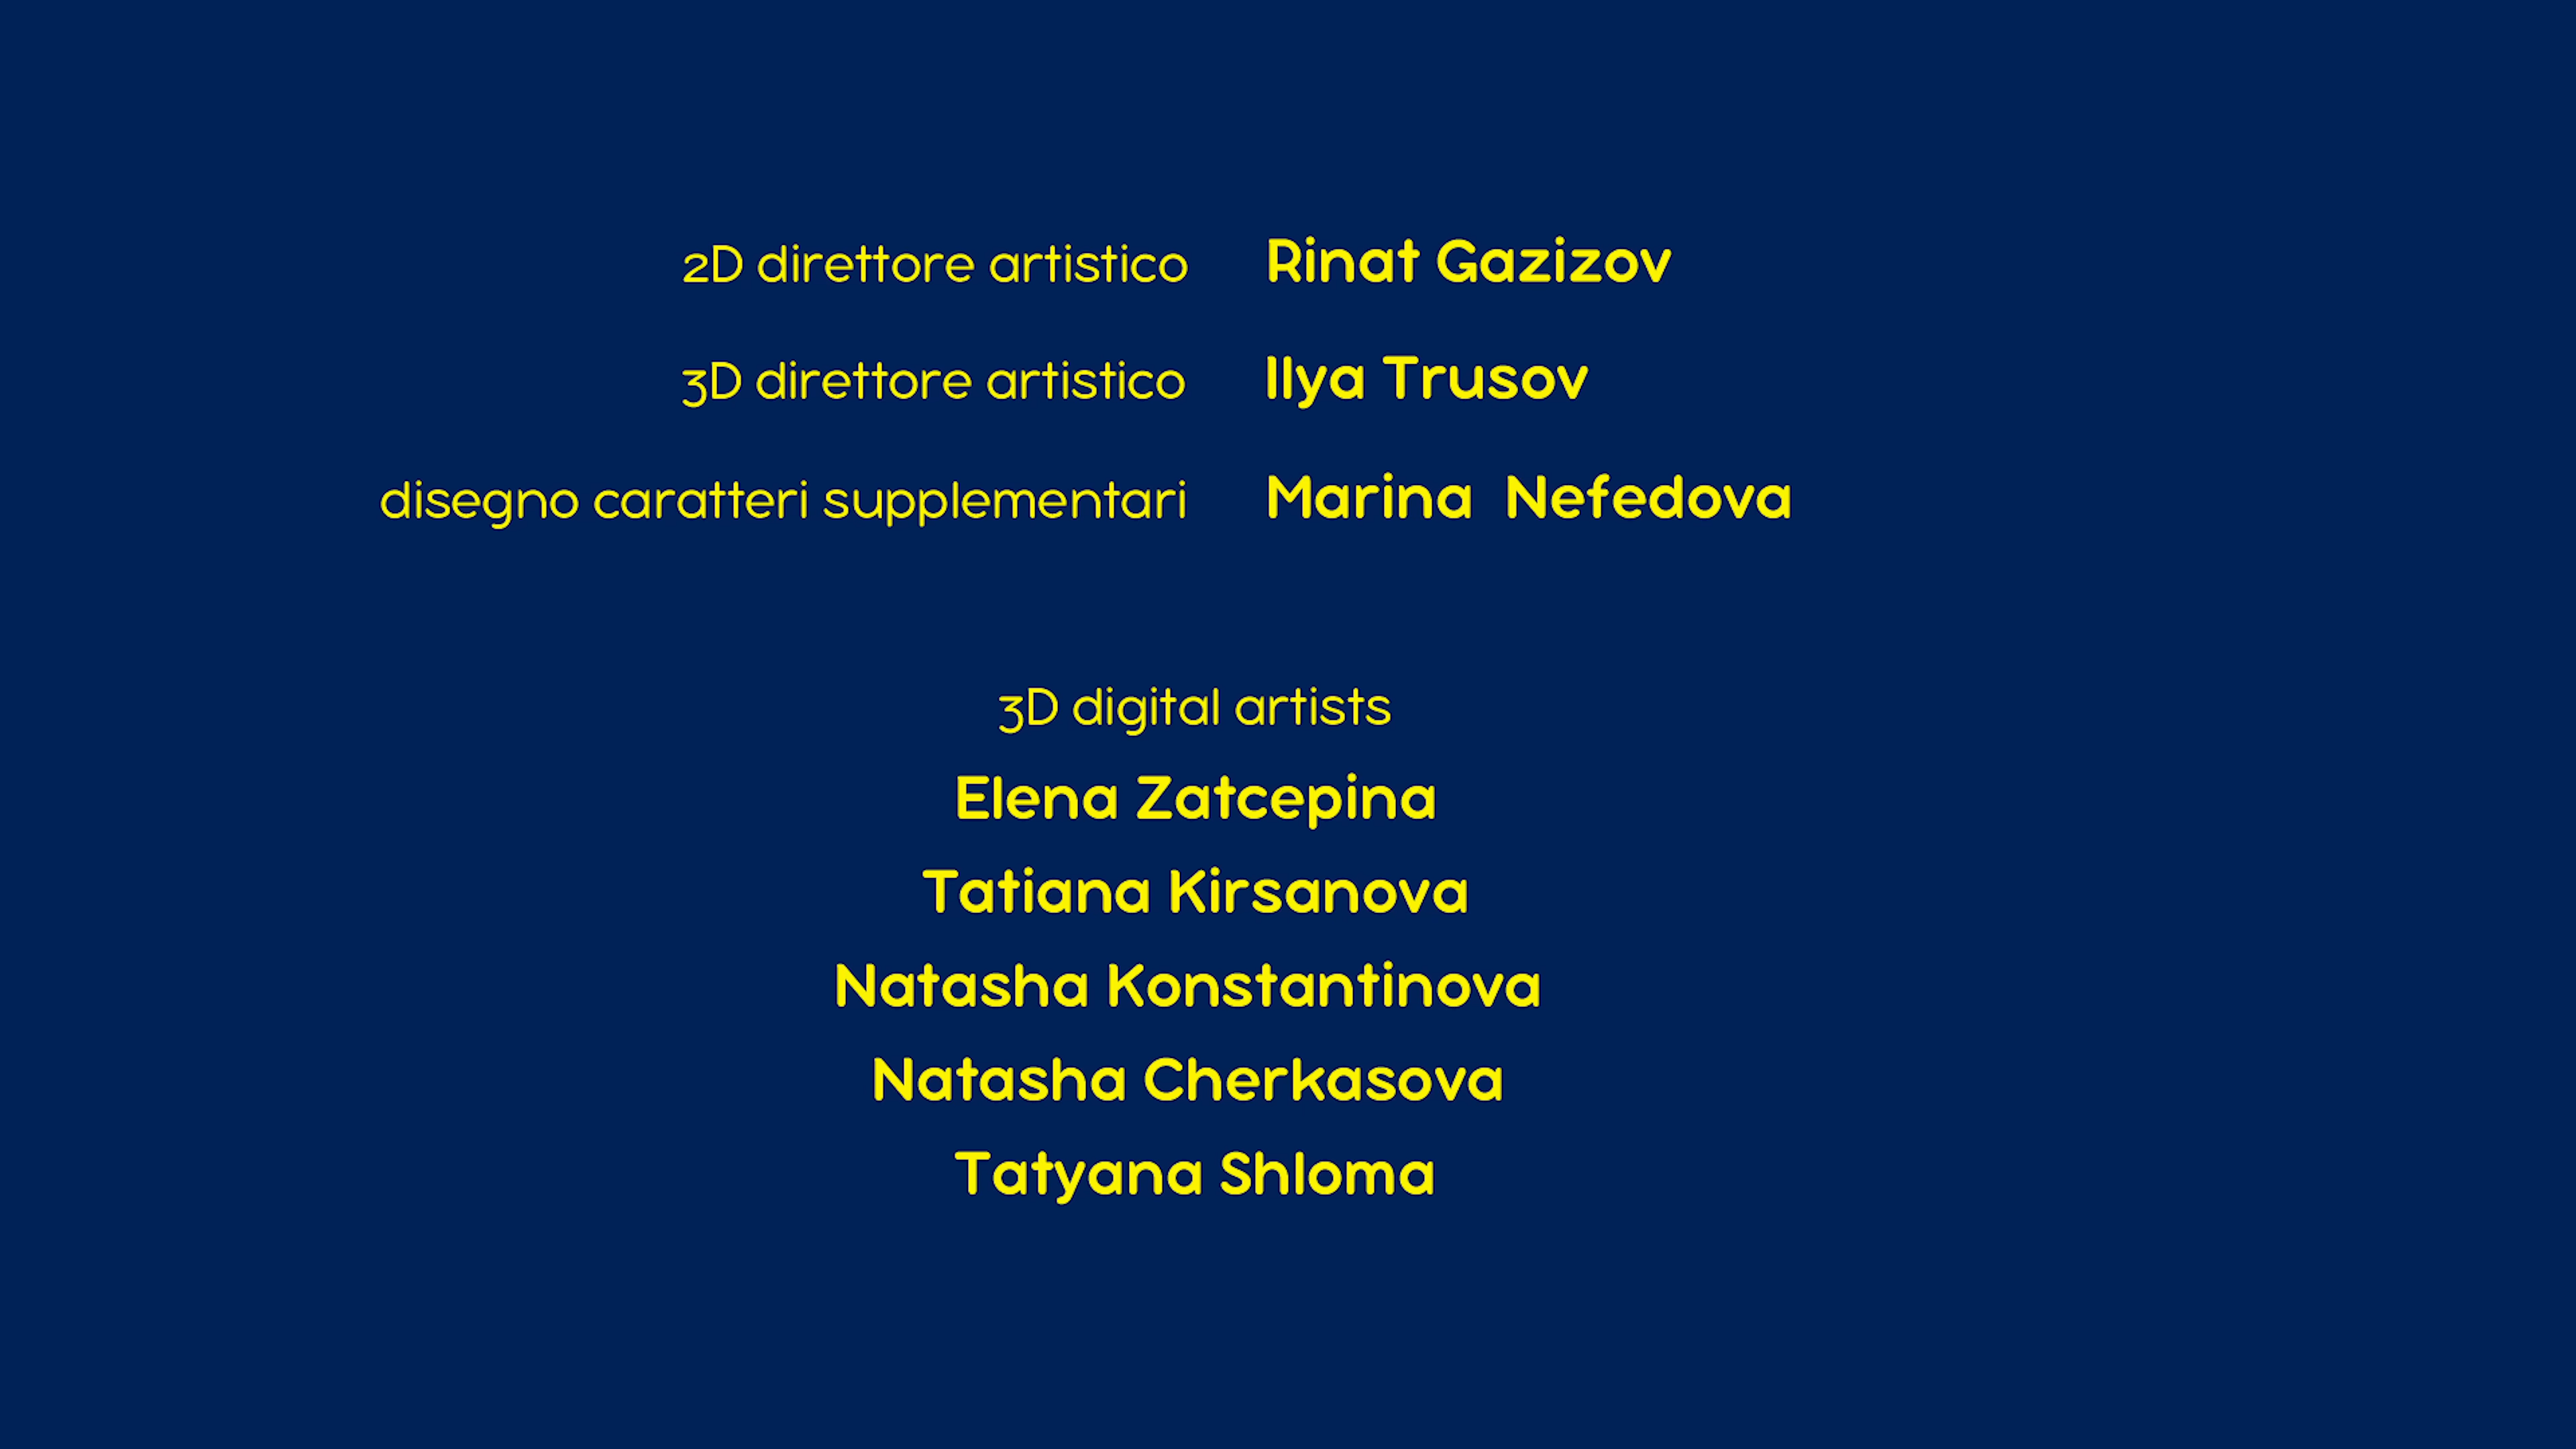 2D direttore artistico Rinat Gazizov
3D direttore artistico Ilya Trusov
disegno caratteri supplementari Marina Nefedova
3D digital artists
Elena Zatcepina
Tatiana Kirsanova
Natasha Konstantinova
Natasha Cherkasova
Tatyana Shloma